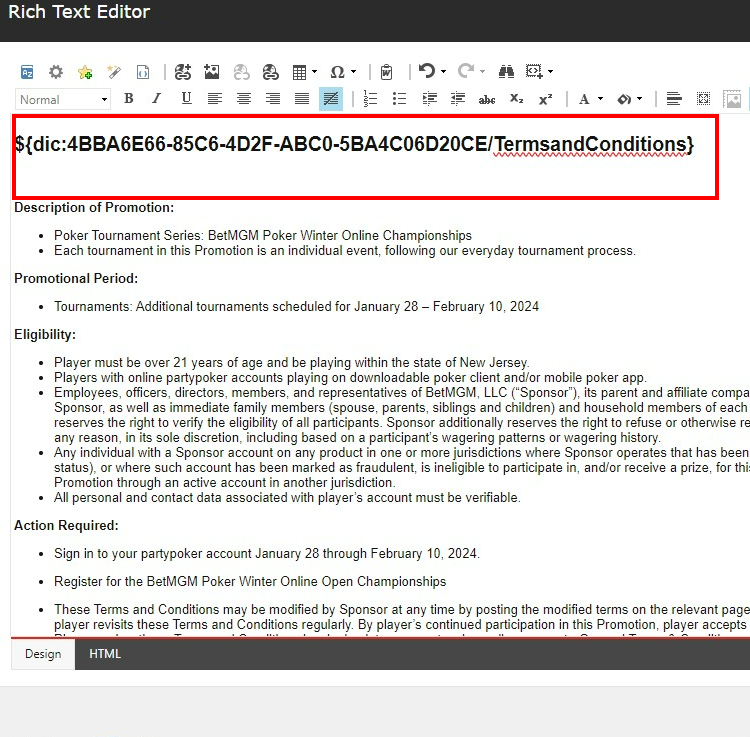 Rich Text Editor
Normal
B I U abc X₂ x² A
${dic:4BBA6E66-85C6-4D2F-ABC0-5BA4C06D20CE/TermsandConditions}
Description of Promotion:
• Poker Tournament Series: BetMGM Poker Winter Online Championships
• Each tournament in this Promotion is an individual event, following our everyday tournament process.
Promotional Period:
• Tournaments: Additional tournaments scheduled for January 28 – February 10, 2024
Eligibility:
• Player must be over 21 years of age and be playing within the state of New Jersey.
• Players with online partypoker accounts playing on downloadable poker client and/or mobile poker app.
• Employees, officers, directors, members, and representatives of BetMGM, LLC (“Sponsor”), its parent and affiliate compa
Sponsor, as well as immediate family members (spouse, parents, siblings and children) and household members of each
reserves the right to verify the eligibility of all participants. Sponsor additionally reserves the right to refuse or otherwise re
any reason, in its sole discretion, including based on a participant’s wagering patterns or wagering history.
• Any individual with a Sponsor account on any product in one or more jurisdictions where Sponsor operates that has been
status), or where such account has been marked as fraudulent, is ineligible to participate in, and/or receive a prize, for this
Promotion through an active account in another jurisdiction.
• All personal and contact data associated with player’s account must be verifiable.
Action Required:
• Sign in to your partypoker account January 28 through February 10, 2024.
• Register for the BetMGM Poker Winter Online Open Championships
• These Terms and Conditions may be modified by Sponsor at any time by posting the modified terms on the relevant page
player revisits these Terms and Conditions regularly. By player’s continued participation in this Promotion, player accepts
Design HTML